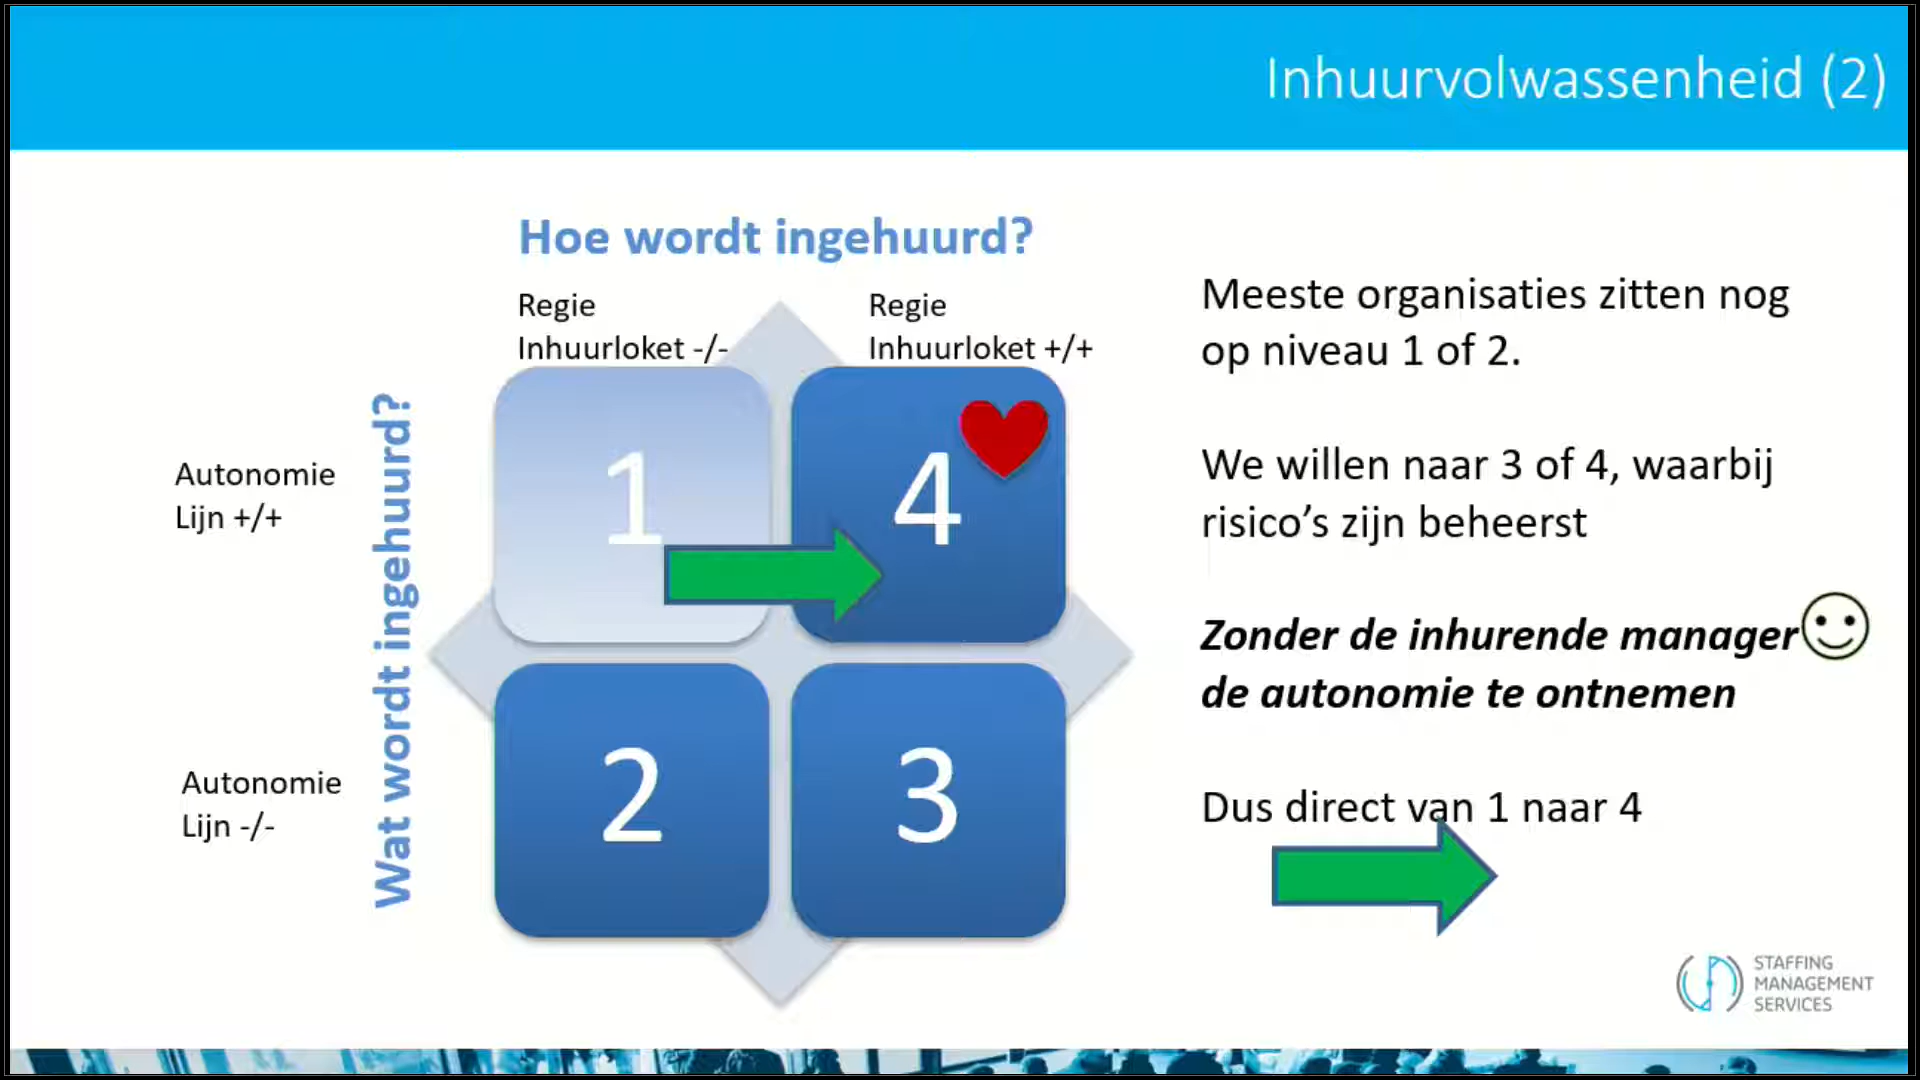 Inhuurvolwassenheid (2)
Hoe wordt ingehuurd?
Regie
Inhuurloket -/-
Regie
Inhuurloket +/+
Wat wordt ingehuurd?
Autonomie
Lijn +/+
Autonomie
Lijn -/-
1
4
2
3
Meeste organisaties zitten nog
op niveau 1 of 2.
We willen naar 3 of 4, waarbij
risico’s zijn beheerst
Zonder de inhurende manager
de autonomie te ontnemen
Dus direct van 1 naar 4
STAFFING
MANAGEMENT
SERVICES